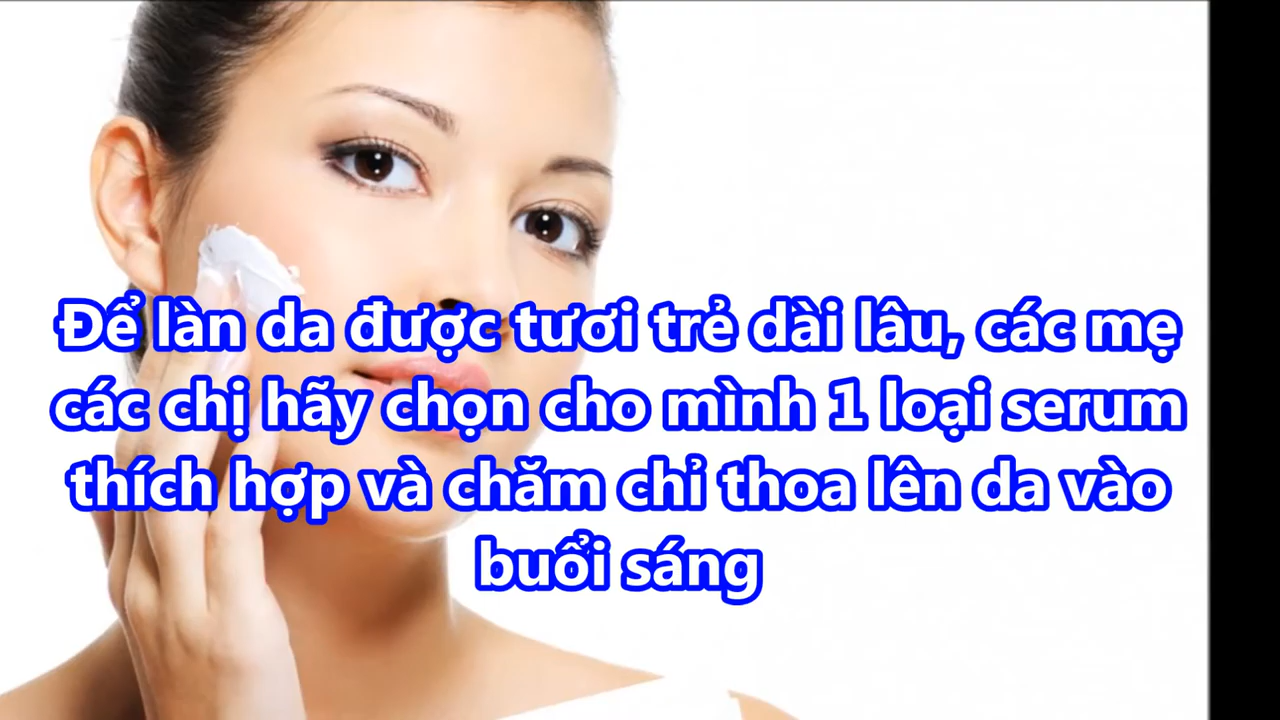 Để làn da được tươi trẻ dài lâu, các mẹ
các chị hãy chọn cho mình 1 loại serum
thích hợp và chăm chỉ thoa lên da vào
buổi sáng